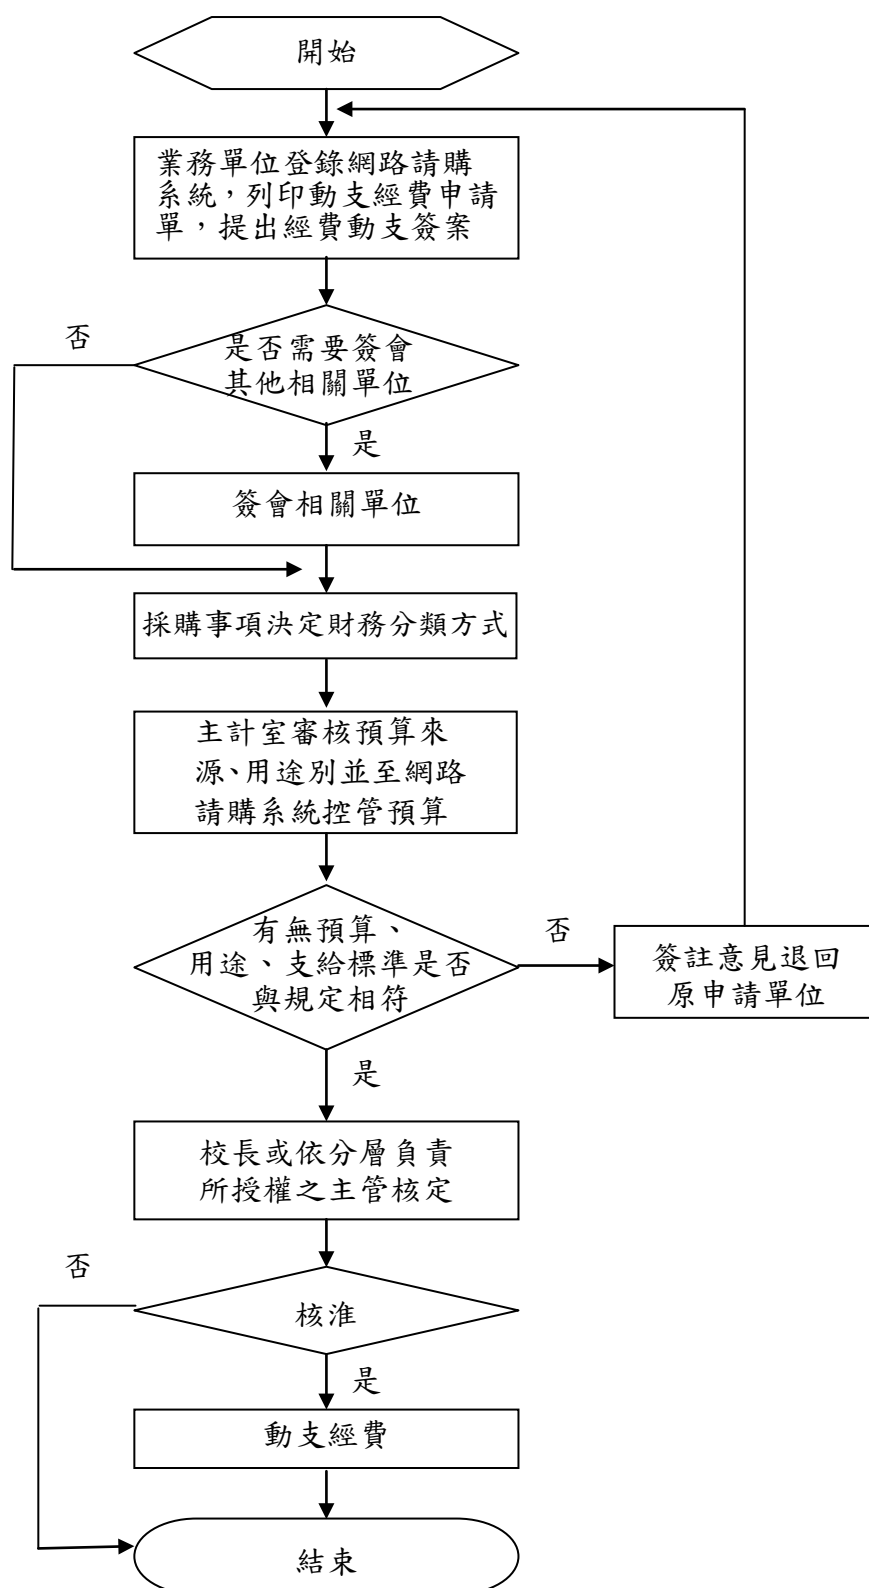 開始
業務單位登錄網路請購
系統，列印動支經費申請
單，提出經費動支簽案
否
是否需要簽會
其他相關單位
是
簽會相關單位
採購事項決定財務分類方式
主計室審核預算來
源、用途別並至網路
請購系統控管預算
有無預算、
用途、支給標準是否
與規定相符
否
簽註意見退回
原申請單位
是
校長或依分層負責
所授權之主管核定
否
核淮
是
動支經費
結束